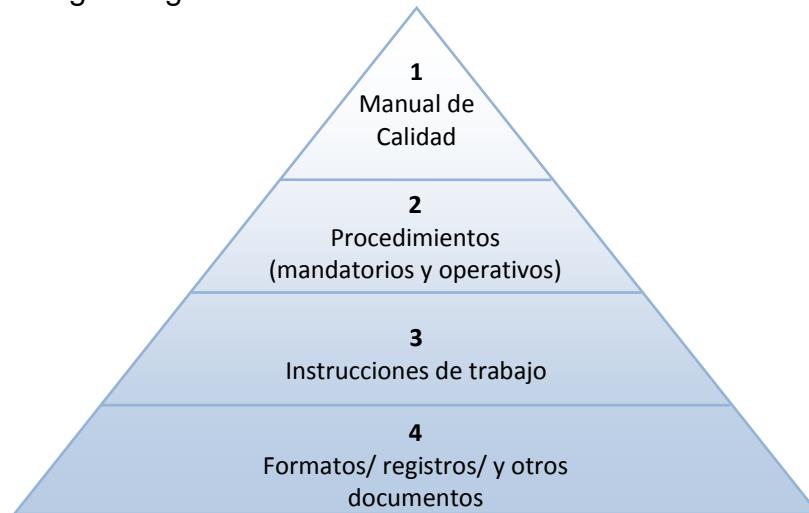 1
Manual de
Calidad
2
Procedimientos
(mandatorios y operativos)
3
Instrucciones de trabajo
4
Formatos/ registros/ y otros
documentos